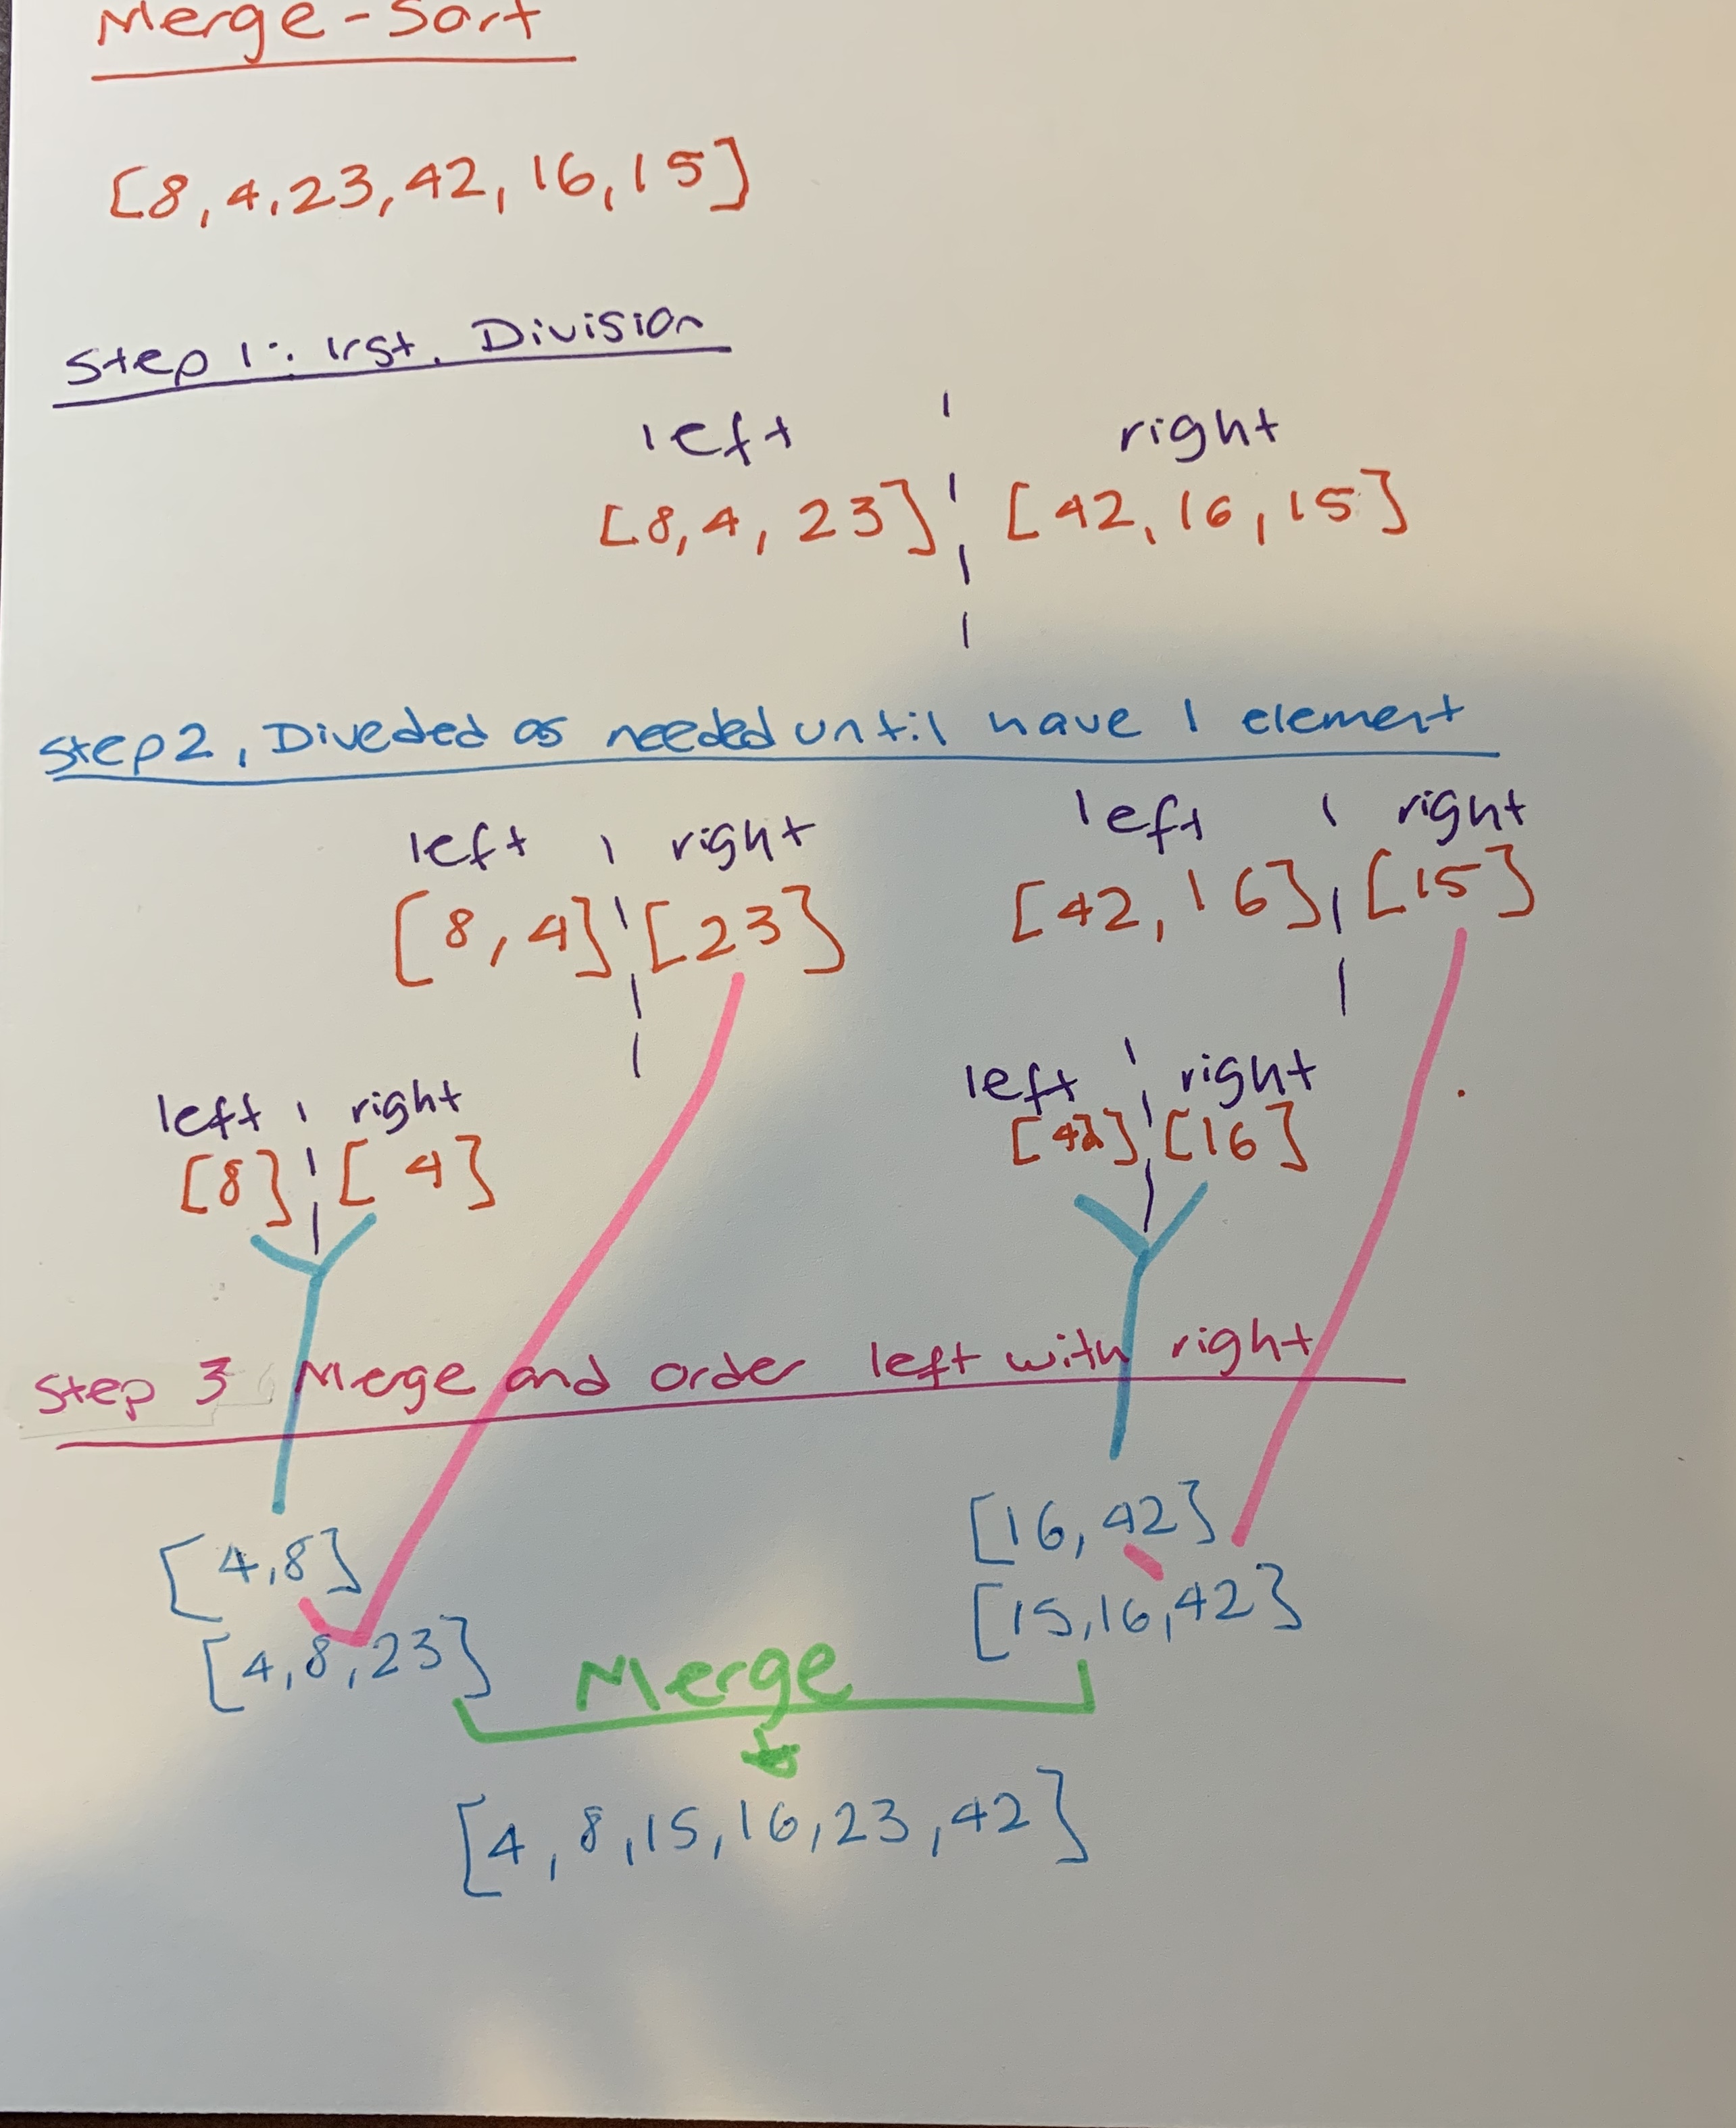 Merge-Sort
[8,4,23,42,16,15]
Step 1: 1rst. Division
left right
[8,4,23] [42,16,15]
Step 2, Diveded as needed until have 1 element
left right left right
[8,4] [23] [42,16] [15]
left right left right
[8] [4] [42] [16]
Step 3 Merge and order left with right
[4,8] [16,42]
[4,8,23] [15,16,42]
Merge
[4,8,15,16,23,42]